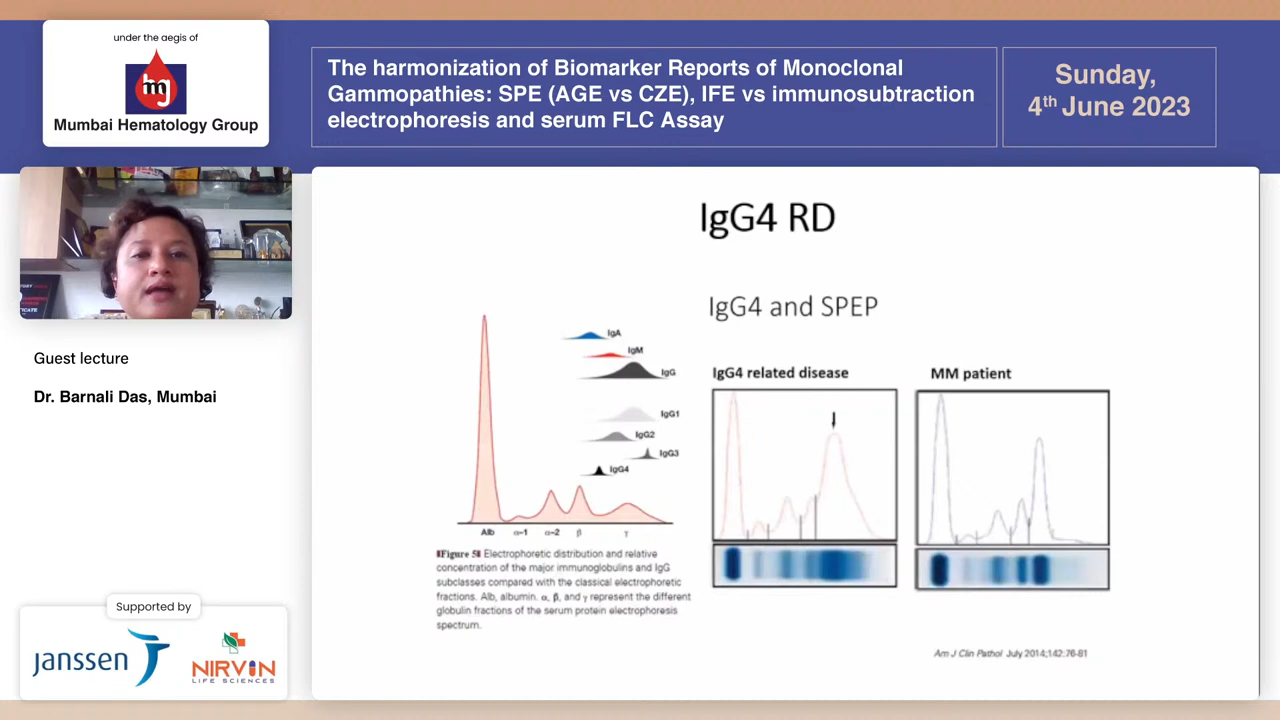 under the aegis of
mg
Mumbai Hematology Group
The harmonization of Biomarker Reports of Monoclonal
Gammopathies: SPE (AGE vs CZE), IFE vs immunosubtraction
electrophoresis and serum FLC Assay
Sunday,
4th June 2023
Guest lecture
Dr. Barnali Das, Mumbai
Supported by
janssen
NIRVIN
LIFE SCIENCES
IgG4 RD
IgG4 and SPEP
IgA
IgM
IgG
IgG1
IgG2
IgG3
IgG4
Alb α-1 α-2 β γ
Figure 5 Electrophoretic distribution and relative
concentration of the major immunoglobulins and IgG
subclasses compared with the classical electrophoretic
fractions. Alb, albumin. α, β, and γ represent the different
globulin fractions of the serum protein electrophoresis
spectrum.
IgG4 related disease
MM patient
Am J Clin Pathol July 2014;142:76-81